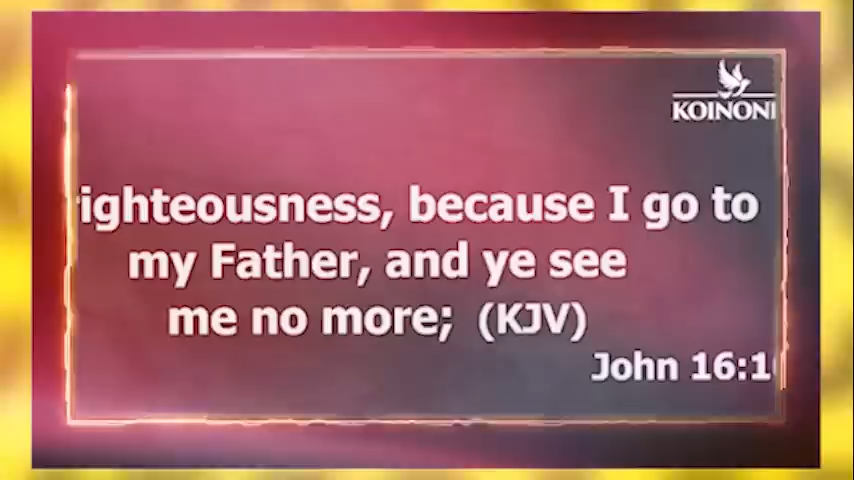 KOINONI
ighteousness, because I go to
my Father, and ye see
me no more; (KJV)
John 16:1